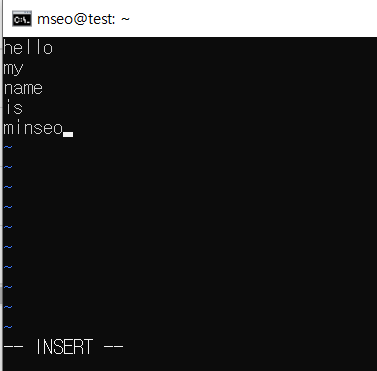 mseo@test: ~
hello
my
name
is
minseo
~
~
~
~
~
~
~
~
~
~
-- INSERT --